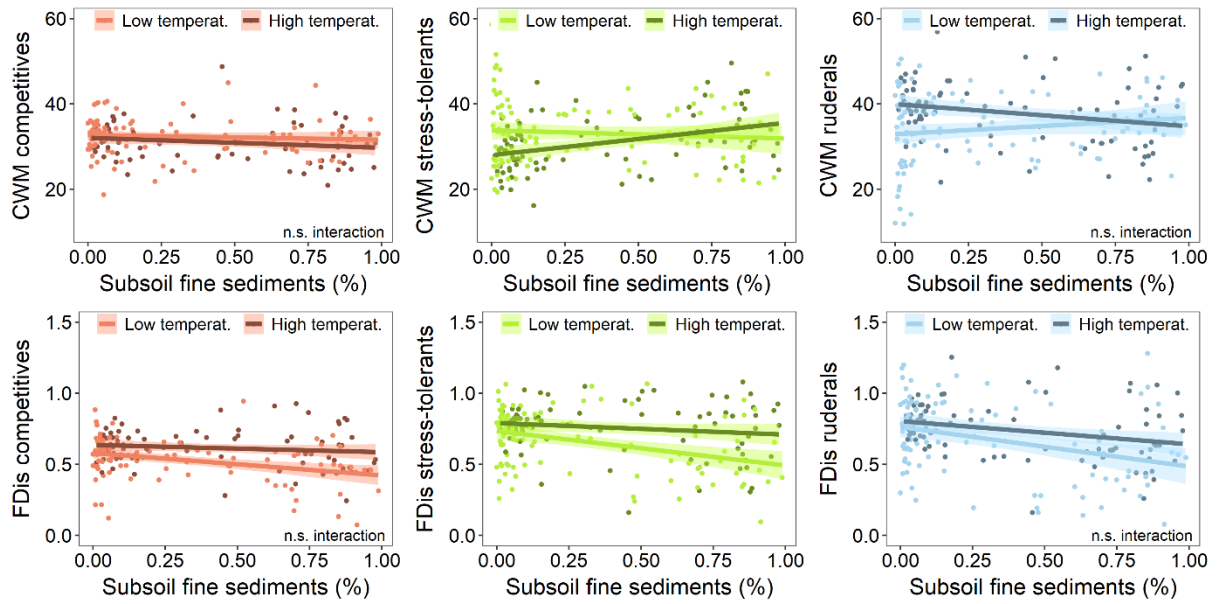 CWM competitives
60
40
20
Low temperat. High temperat.
n.s. interaction
0.00 0.25 0.50 0.75 1.00
Subsoil fine sediments (%)
CWM stress-tolerants
60
40
20
Low temperat. High temperat.
0.00 0.25 0.50 0.75 1.00
Subsoil fine sediments (%)
CWM ruderals
60
40
20
Low temperat. High temperat.
n.s. interaction
0.00 0.25 0.50 0.75 1.00
Subsoil fine sediments (%)
FDis competitives
1.5
1.0
0.5
0.0
Low temperat. High temperat.
n.s. interaction
0.00 0.25 0.50 0.75 1.00
Subsoil fine sediments (%)
FDis stress-tolerants
1.5
1.0
0.5
0.0
Low temperat. High temperat.
0.00 0.25 0.50 0.75 1.00
Subsoil fine sediments (%)
FDis ruderals
1.5
1.0
0.5
0.0
Low temperat. High temperat.
n.s. interaction
0.00 0.25 0.50 0.75 1.00
Subsoil fine sediments (%)